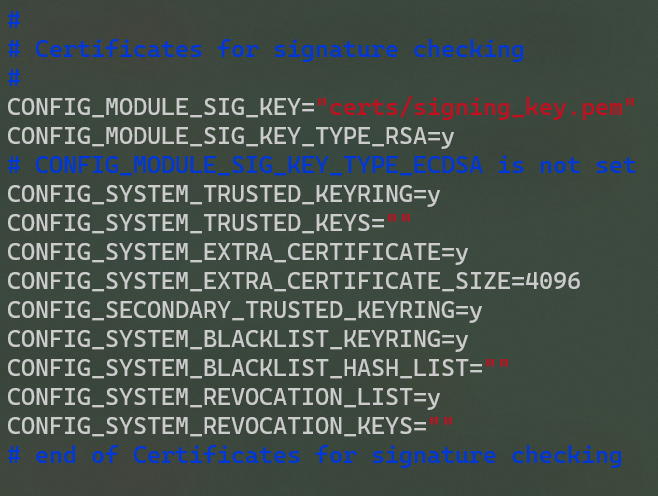 #
# Certificates for signature checking
#
CONFIG_MODULE_SIG_KEY="certs/signing_key.pem"
CONFIG_MODULE_SIG_KEY_TYPE_RSA=y
# CONFIG_MODULE_SIG_KEY_TYPE_ECDSA is not set
CONFIG_SYSTEM_TRUSTED_KEYRING=y
CONFIG_SYSTEM_TRUSTED_KEYS=""
CONFIG_SYSTEM_EXTRA_CERTIFICATE=y
CONFIG_SYSTEM_EXTRA_CERTIFICATE_SIZE=4096
CONFIG_SECONDARY_TRUSTED_KEYRING=y
CONFIG_SYSTEM_BLACKLIST_KEYRING=y
CONFIG_SYSTEM_BLACKLIST_HASH_LIST=""
CONFIG_SYSTEM_REVOCATION_LIST=y
CONFIG_SYSTEM_REVOCATION_KEYS=""
# end of Certificates for signature checking